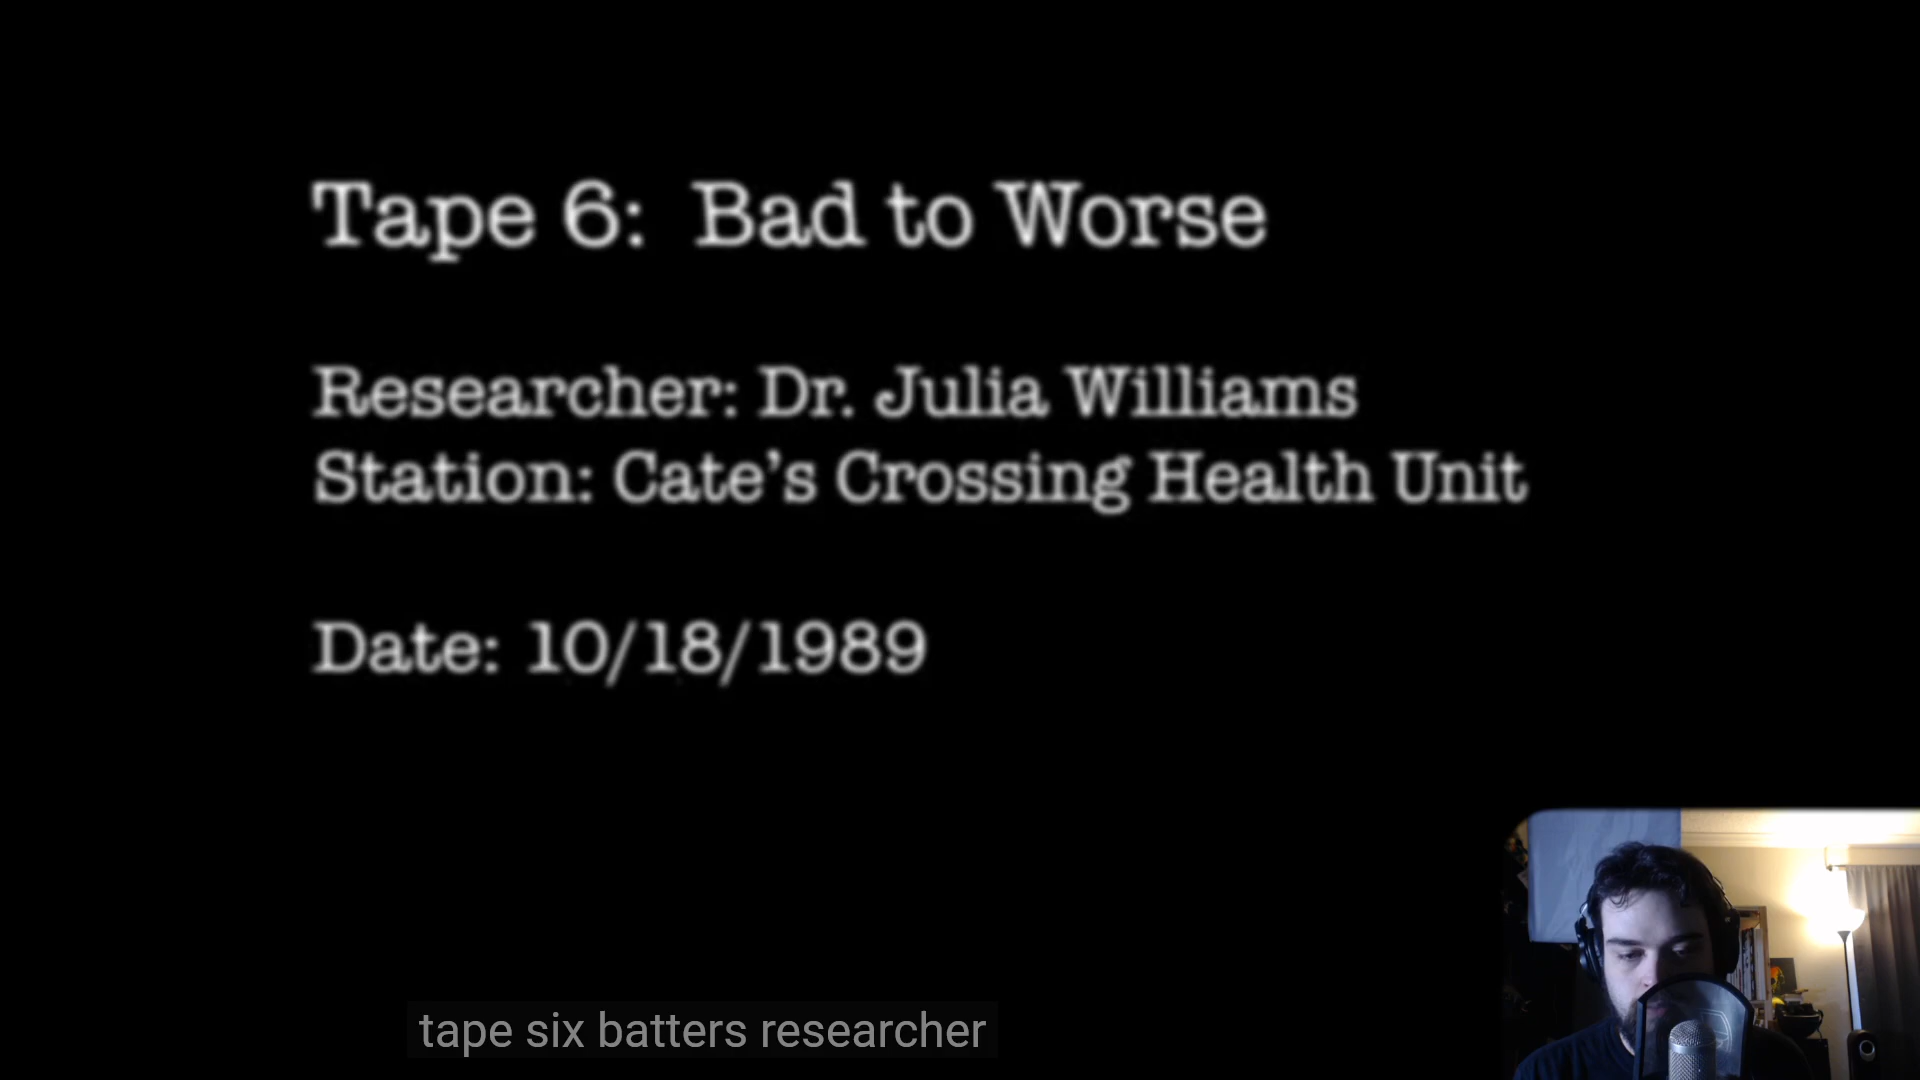 Tape 6: Bad to Worse
Researcher: Dr. Julia Williams
Station: Cate's Crossing Health Unit
Date: 10/18/1989
tape six batters researcher